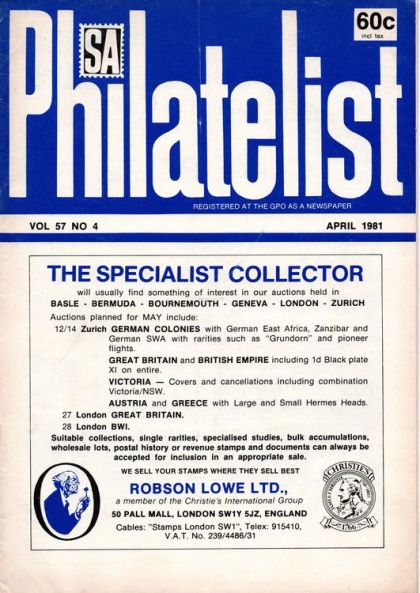 60c
incl tax
SA
Philatelist
REGISTERED AT THE GPO AS A NEWSPAPER
VOL 57 NO 4
APRIL 1981
THE SPECIALIST COLLECTOR
will usually find something of interest in our auctions held in
BASLE - BERMUDA - BOURNEMOUTH - GENEVA - LONDON - ZURICH
Auctions planned for MAY include:
12/14 Zurich GERMAN COLONIES with German East Africa, Zanzibar and
German SWA with rarities such as "Grundorn" and pioneer
flights.
GREAT BRITAIN and BRITISH EMPIRE including 1d Black plate
XI on entire.
VICTORIA — Covers and cancellations including combination
Victoria/NSW.
AUSTRIA and GREECE with Large and Small Hermes Heads.
27 London GREAT BRITAIN.
28 London BWI.
Suitable collections, single rarities, specialised studies, bulk accumulations,
wholesale lots, postal history or revenue stamps and documents can always be
accepted for inclusion in an appropriate sale.
WE SELL YOUR STAMPS WHERE THEY SELL BEST
ROBSON LOWE LTD.,
a member of the Christie's International Group
50 PALL MALL, LONDON SW1Y 5JZ, ENGLAND
Cables: "Stamps London SW1", Telex: 915410,
V.A.T. No. 239/4486/31
CHRISTIE'S
1766